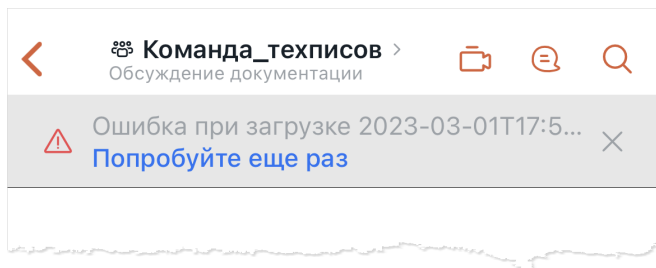 Команда_техписов
Обсуждение документации
Ошибка при загрузке 2023-03-01T17:5...
Попробуйте еще раз